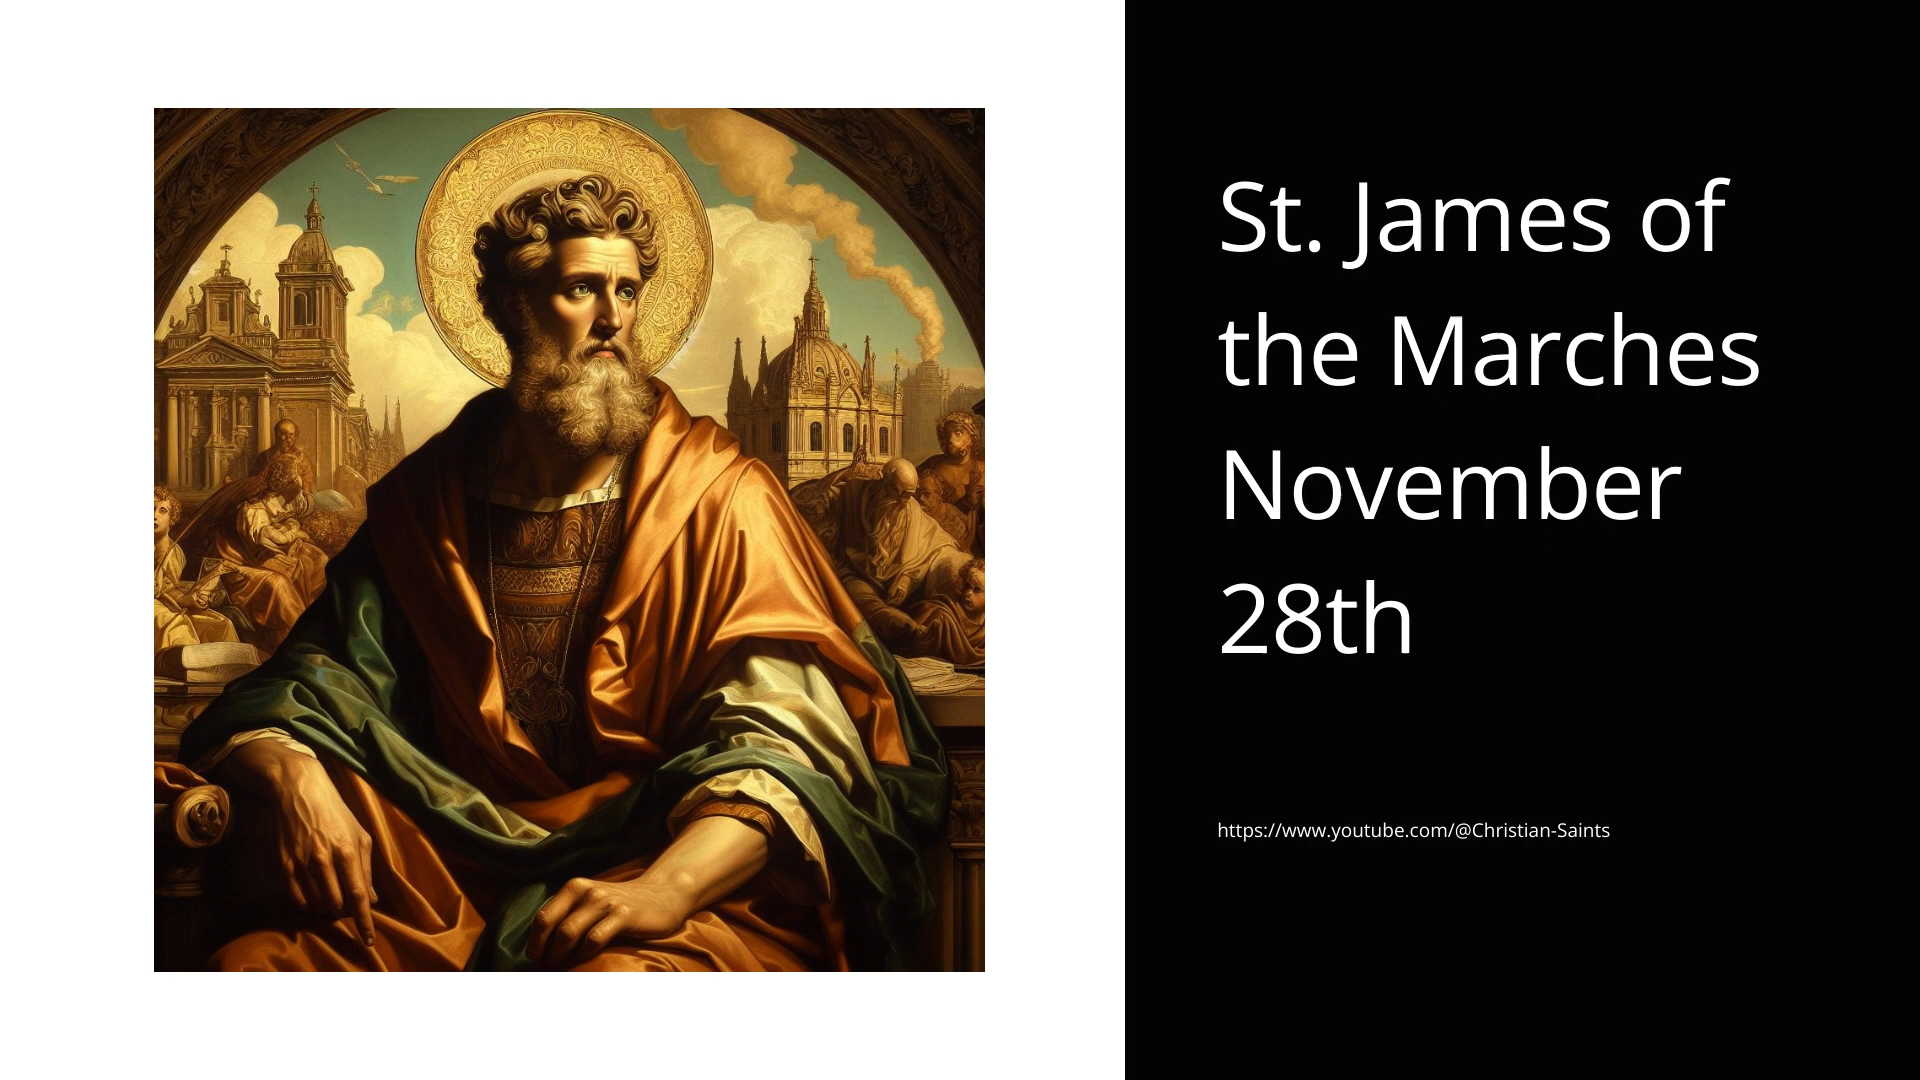 St. James of
the Marches
November
28th
https://www.youtube.com/@Christian-Saints